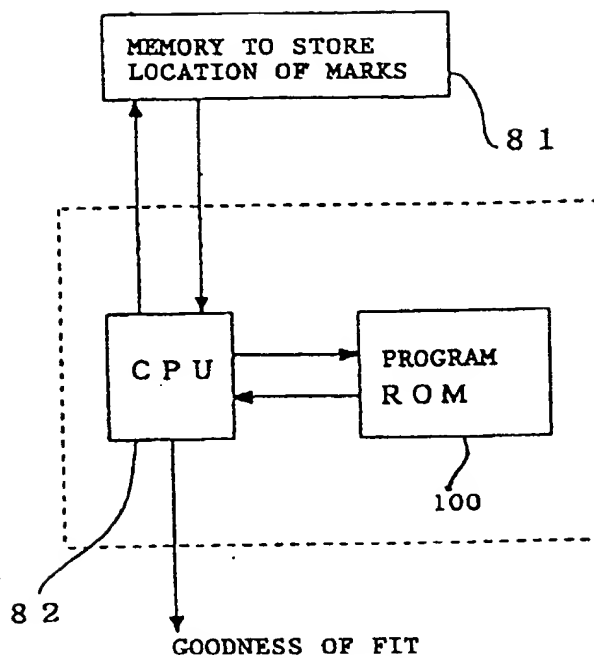 MEMORY TO STORE
LOCATION OF MARKS
81
CPU
PROGRAM
ROM
100
82
GOODNESS OF FIT